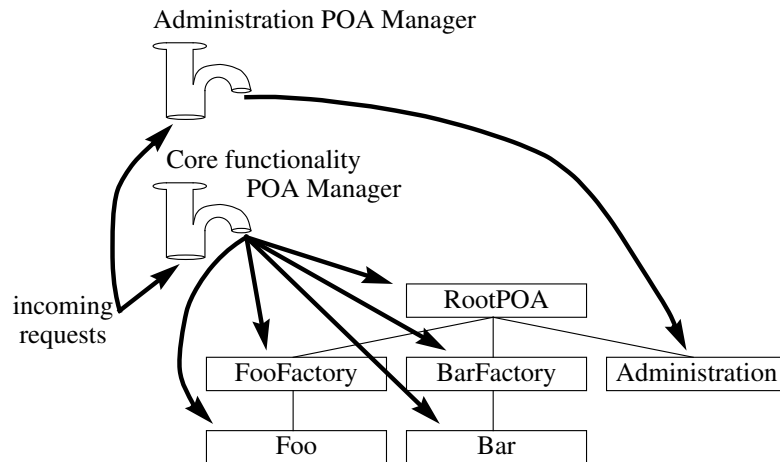 Administration POA Manager
Core functionality
POA Manager
incoming
requests
RootPOA
FooFactory
BarFactory
Administration
Foo
Bar